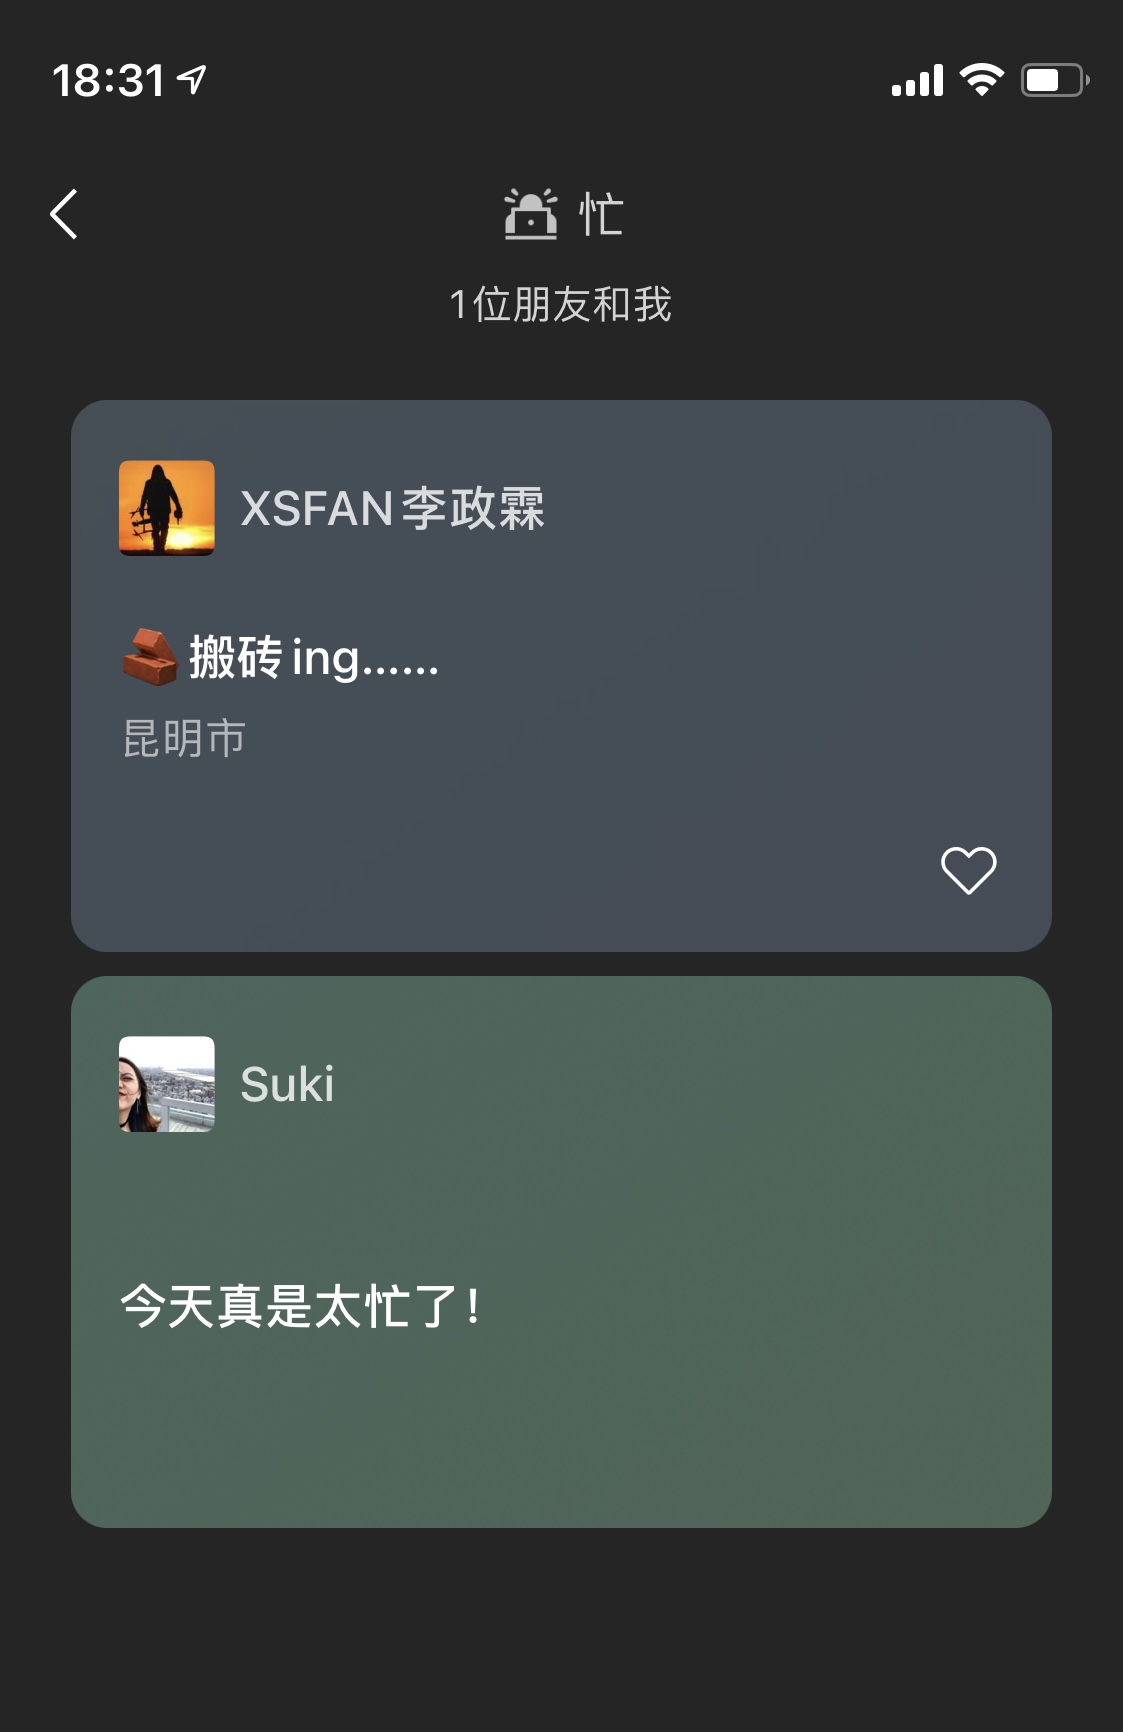 18:31
忙
1位朋友和我
XSFAN李政霖
🧱搬砖ing......
昆明市
Suki
今天真是太忙了！